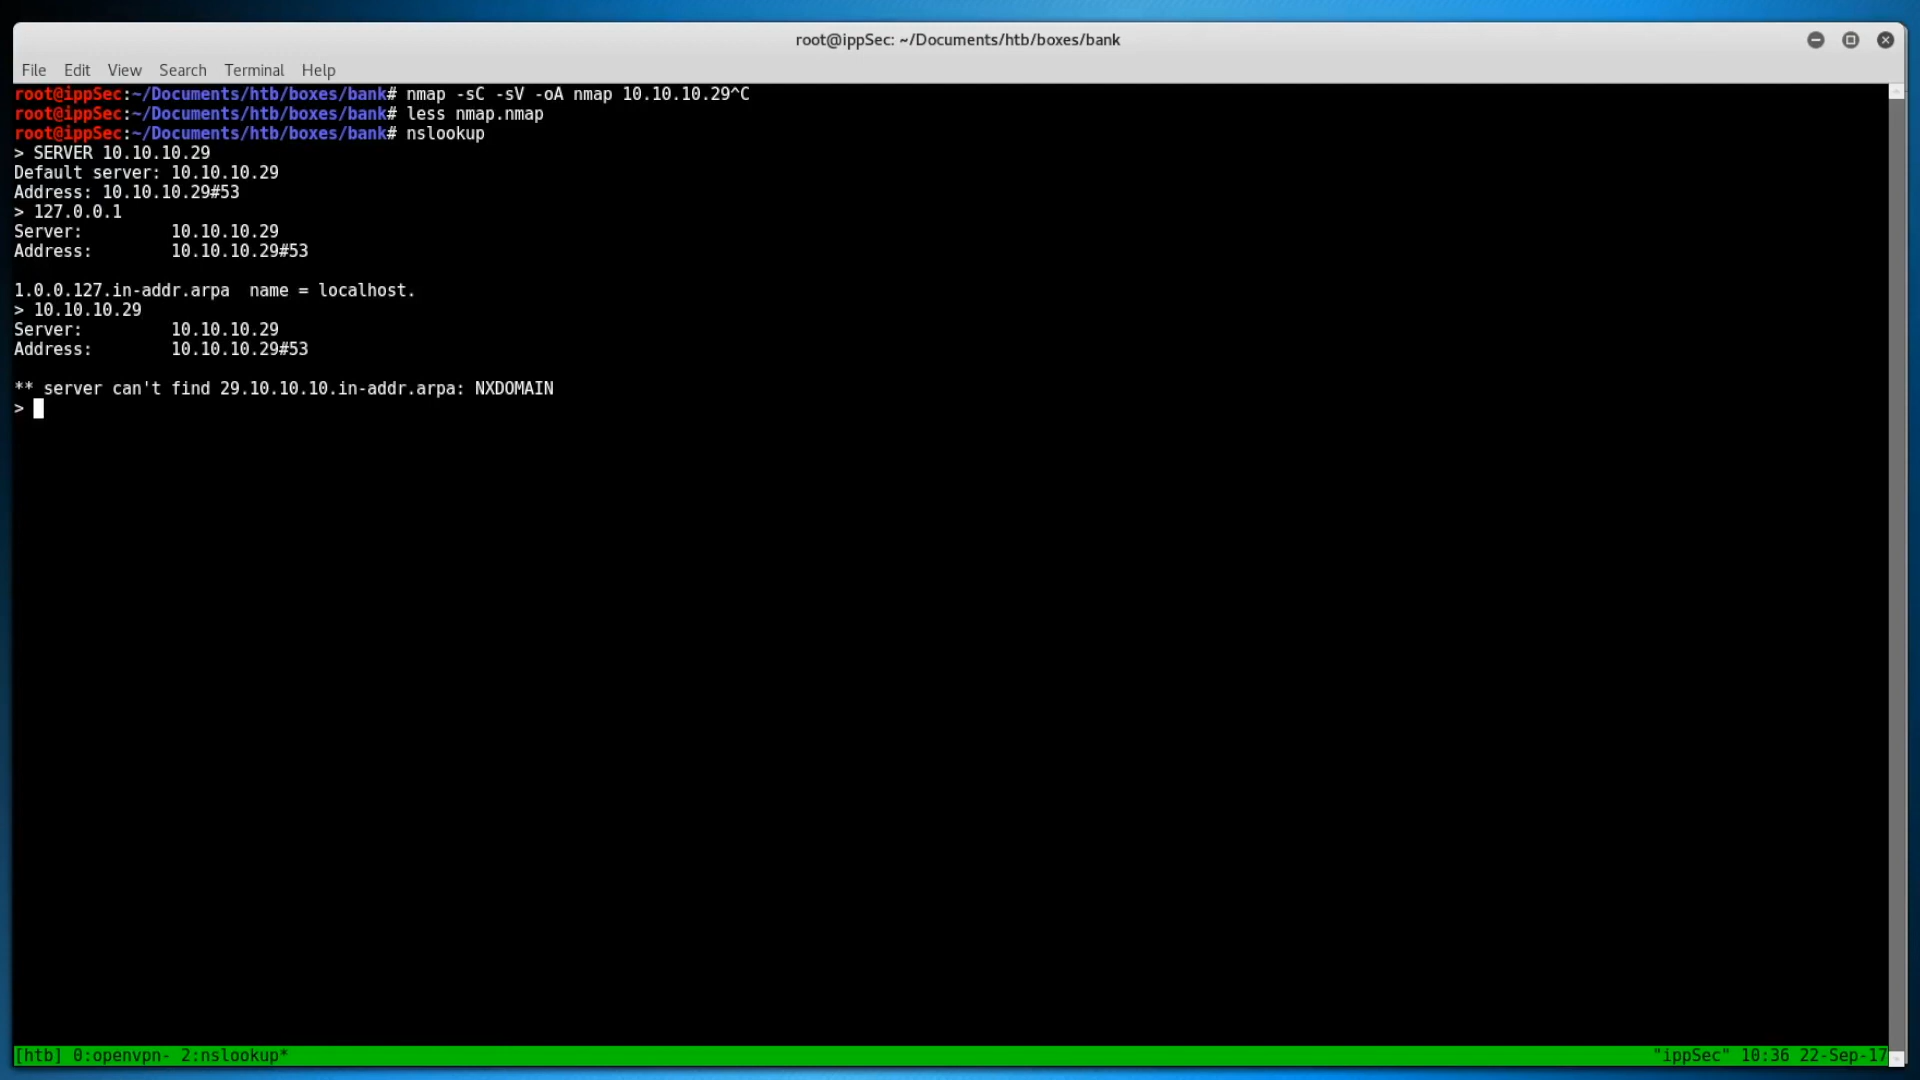 root@ippSec: ~/Documents/htb/boxes/bank
File Edit View Search Terminal Help
root@ippSec:~/Documents/htb/boxes/bank# nmap -sC -sV -oA nmap 10.10.10.29^C
root@ippSec:~/Documents/htb/boxes/bank# less nmap.nmap
root@ippSec:~/Documents/htb/boxes/bank# nslookup
> SERVER 10.10.10.29
Default server: 10.10.10.29
Address: 10.10.10.29#53
> 127.0.0.1
Server:         10.10.10.29
Address:        10.10.10.29#53
1.0.0.127.in-addr.arpa  name = localhost.
> 10.10.10.29
Server:         10.10.10.29
Address:        10.10.10.29#53
** server can't find 29.10.10.10.in-addr.arpa: NXDOMAIN
>
[htb] 0:openvpn- 2:nslookup* "ippSec" 10:36 22-Sep-17